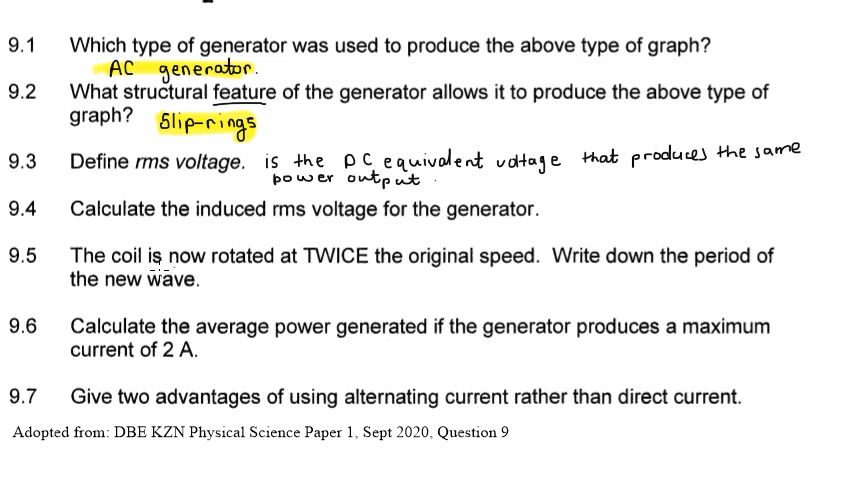 9.1 Which type of generator was used to produce the above type of graph?
AC generator.
9.2 What structural feature of the generator allows it to produce the above type of
graph? Slip-rings
9.3 Define rms voltage. is the DC equivalent voltage that produces the same
power output.
9.4 Calculate the induced rms voltage for the generator.
9.5 The coil is now rotated at TWICE the original speed. Write down the period of
the new wave.
9.6 Calculate the average power generated if the generator produces a maximum
current of 2 A.
9.7 Give two advantages of using alternating current rather than direct current.
Adopted from: DBE KZN Physical Science Paper 1, Sept 2020, Question 9